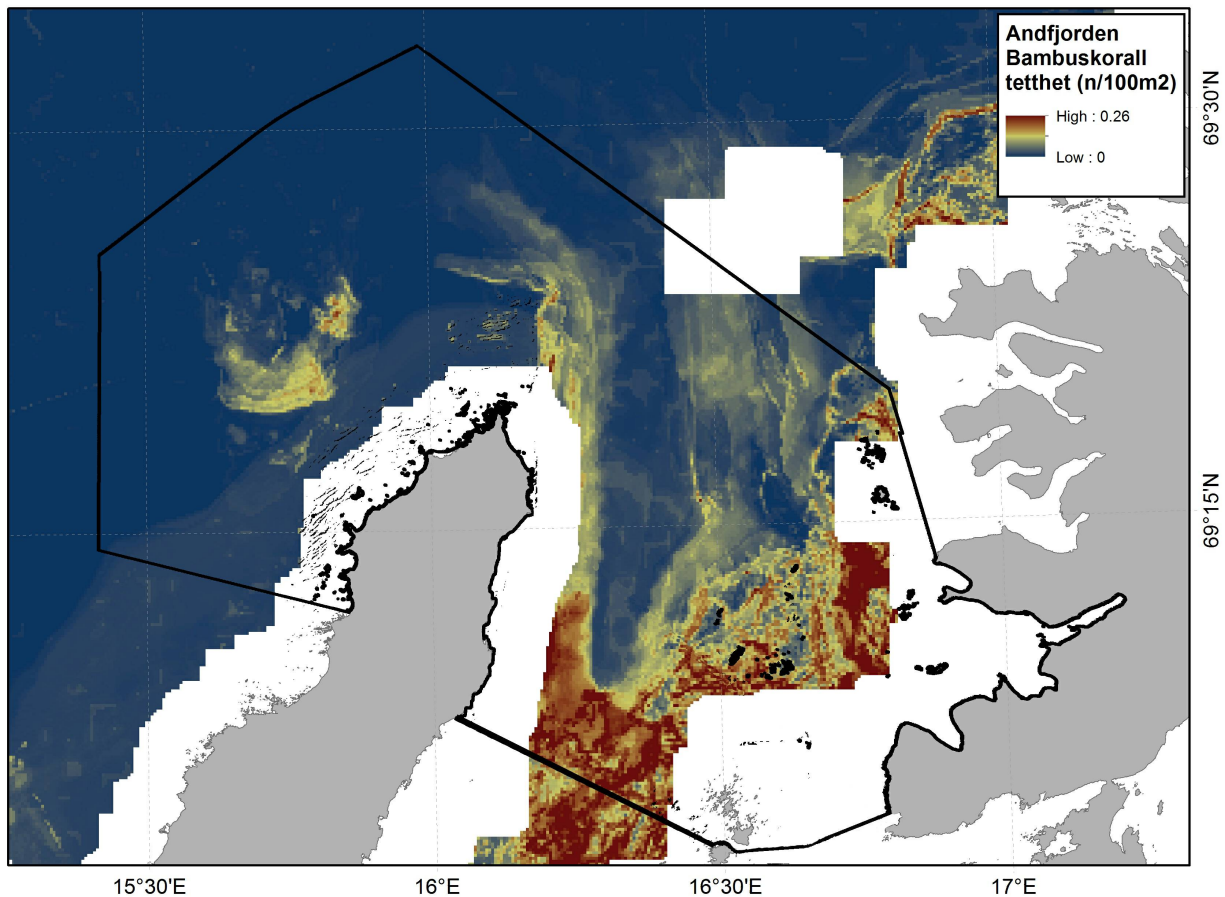 Andfjorden
Bambuskorall
tetthet (n/100m2)
High : 0.26
Low : 0
69°30'N
69°15'N
15°30'E
16°E
16°30'E
17°E